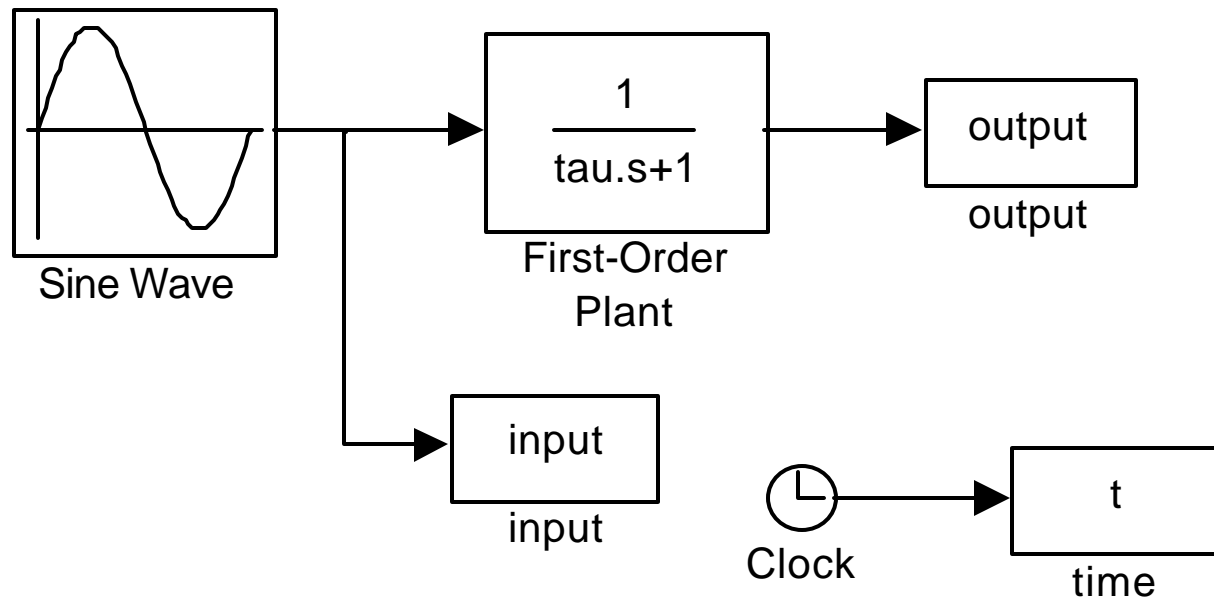 Sine Wave
1
tau.s+1
First-Order
Plant
output
output
input
input
Clock
t
time